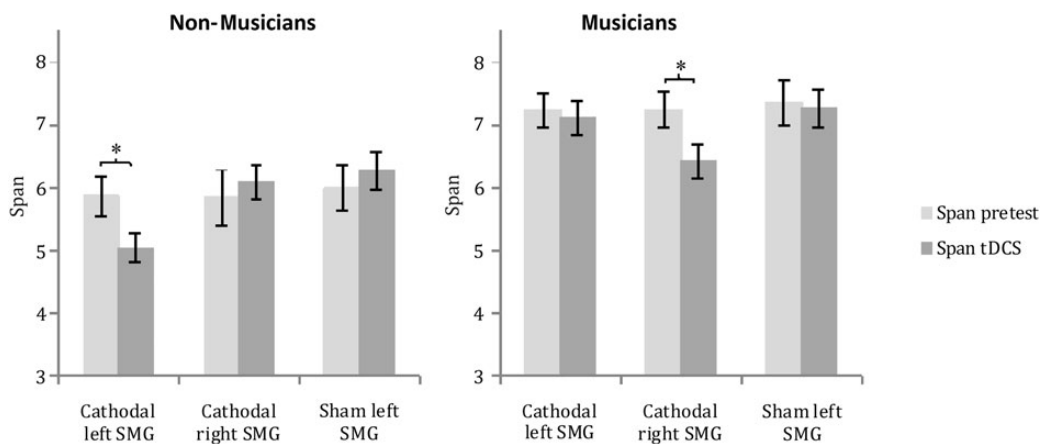 Non-Musicians
8
7
6
5
4
3
Span
*
Cathodal
left SMG
Cathodal
right SMG
Sham left
SMG
Musicians
8
7
6
5
4
3
Span
*
Cathodal
left SMG
Cathodal
right SMG
Sham left
SMG
Span pretest
Span tDCS